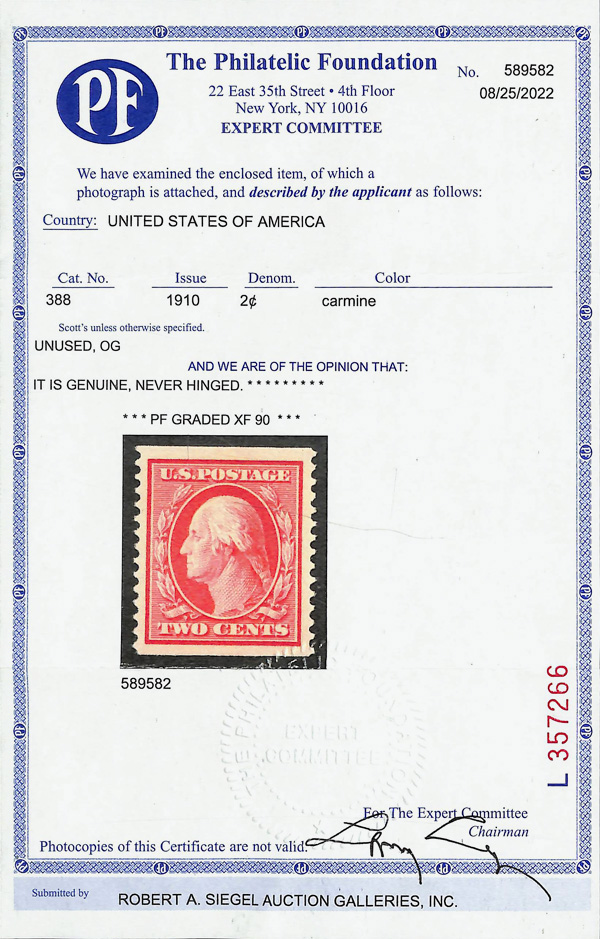 PF
The Philatelic Foundation
22 East 35th Street • 4th Floor
New York, NY 10016
EXPERT COMMITTEE
No. 589582
08/25/2022
We have examined the enclosed item, of which a
photograph is attached, and described by the applicant as follows:
Country: UNITED STATES OF AMERICA
Cat. No. Issue Denom. Color
388 1910 2¢ carmine
Scott's unless otherwise specified.
UNUSED, OG
AND WE ARE OF THE OPINION THAT:
IT IS GENUINE, NEVER HINGED. * * * * * * * * *
* * * PF GRADED XF 90 * * *
U.S. POSTAGE
TWO CENTS
589582
THE PHILATELIC FOUNDATION
EXPERT
COMMITTEE
L 357266
For The Expert Committee
Chairman
Photocopies of this Certificate are not valid.
Submitted by
ROBERT A. SIEGEL AUCTION GALLERIES, INC.